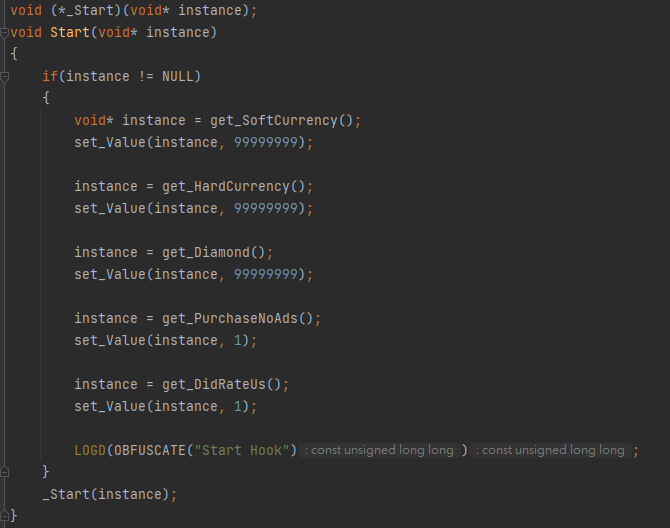 void (*_Start)(void* instance);
void Start(void* instance)
{
    if(instance != NULL)
    {
        void* instance = get_SoftCurrency();
        set_Value(instance, 99999999);

        instance = get_HardCurrency();
        set_Value(instance, 99999999);

        instance = get_Diamond();
        set_Value(instance, 99999999);

        instance = get_PurchaseNoAds();
        set_Value(instance, 1);

        instance = get_DidRateUs();
        set_Value(instance, 1);

        LOGD(OBFUSCATE("Start Hook") : const unsigned long long ) : const unsigned long long ;
    }
    _Start(instance);
}